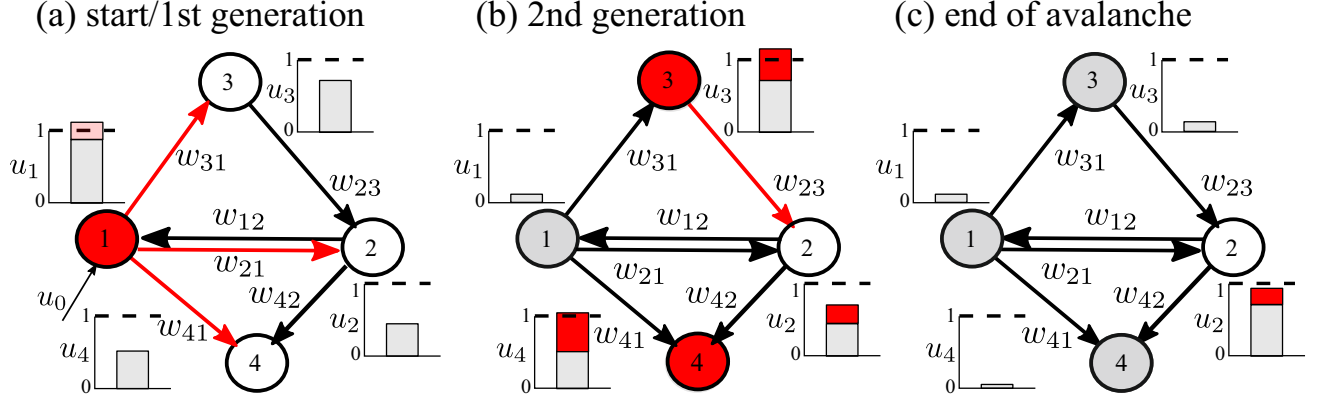 (a) start/1st generation
(b) 2nd generation
(c) end of avalanche
1
u₃
0
3
1
u₁
0
w₃₁
w₂₃
1
w₁₂
w₂₁
2
u₀
w₄₁
w₄₂
1
u₄
0
4
1
u₂
0
1
u₃
0
3
1
u₁
0
w₃₁
w₂₃
1
w₁₂
w₂₁
2
w₄₁
w₄₂
1
u₄
0
4
1
u₂
0
1
u₃
0
3
1
u₁
0
w₃₁
w₂₃
1
w₁₂
w₂₁
2
w₄₁
w₄₂
1
u₄
0
4
1
u₂
0